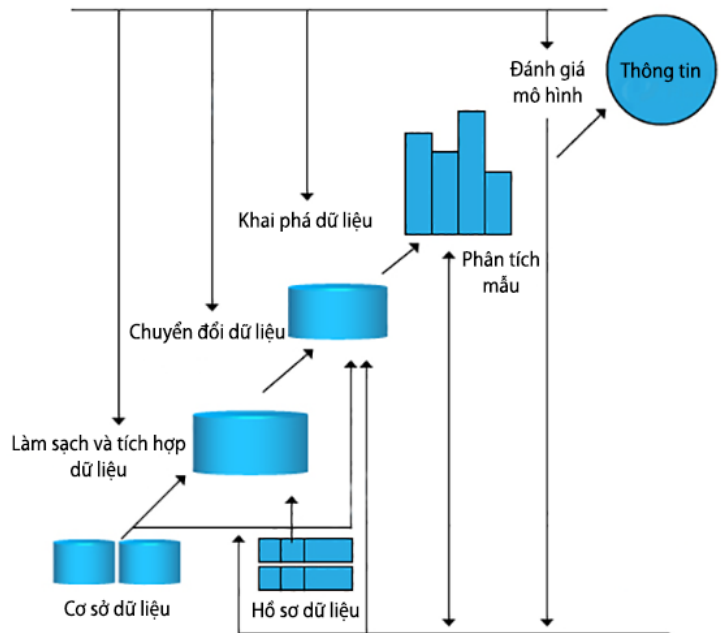 Đánh giá
mô hình
Thông tin
Khai phá dữ liệu
Phân tích
mẫu
Chuyển đổi dữ liệu
Làm sạch và tích hợp
dữ liệu
Cơ sở dữ liệu
Hồ sơ dữ liệu